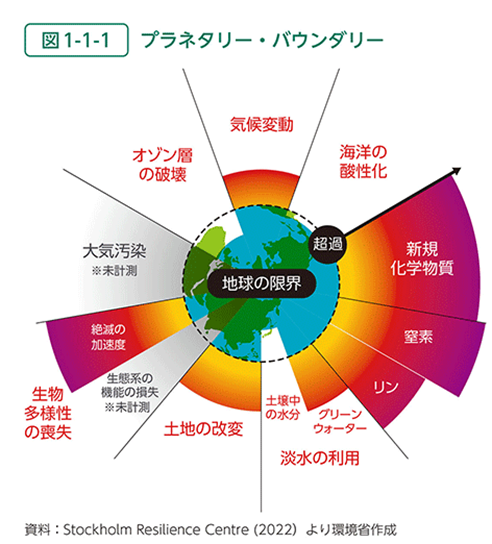 図1-1-1 プラネタリー・バウンダリー
気候変動
オゾン層
の破壊
海洋の
酸性化
大気汚染
※未計測
超過
地球の限界
新規
化学物質
絶滅の
加速度
生物
多様性
の喪失
生態系の
機能の損失
※未計測
窒素
リン
土地の改変
土壌中
の水分
グリーン
ウォーター
淡水の利用
資料：Stockholm Resilience Centre (2022) より環境省作成